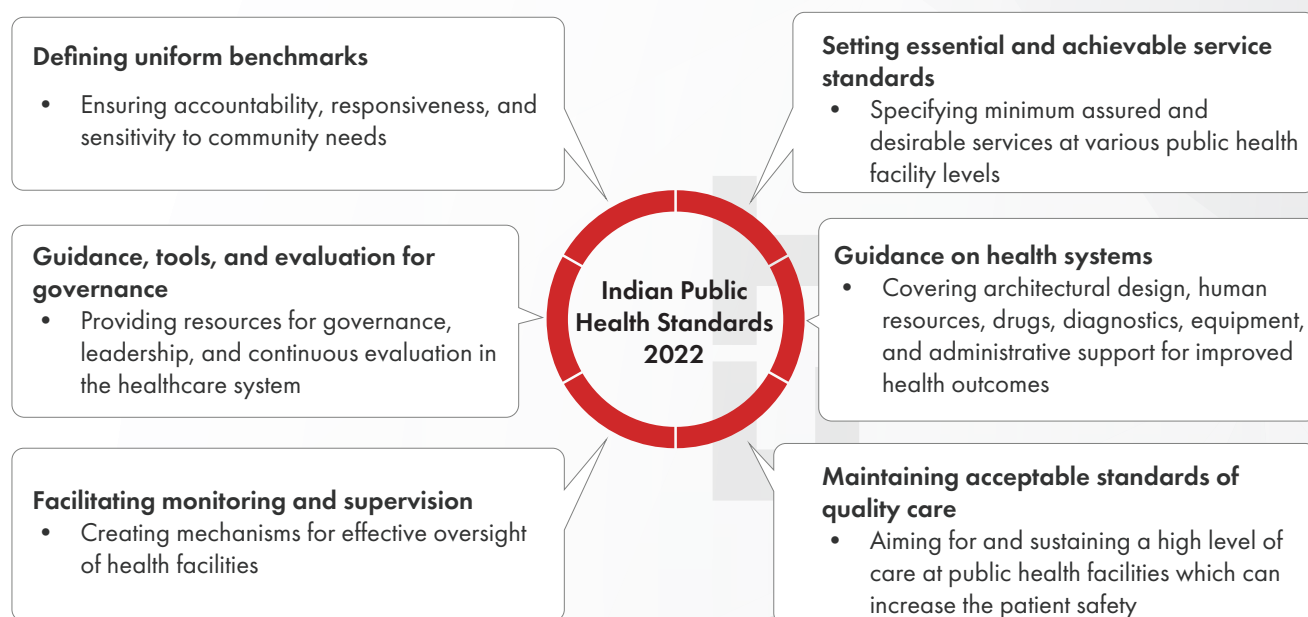 Defining uniform benchmarks
• Ensuring accountability, responsiveness, and
sensitivity to community needs
Guidance, tools, and evaluation for
governance
• Providing resources for governance,
leadership, and continuous evaluation in
the healthcare system
Facilitating monitoring and supervision
• Creating mechanisms for effective oversight
of health facilities
Indian Public
Health Standards
2022
Setting essential and achievable service
standards
• Specifying minimum assured and
desirable services at various public health
facility levels
Guidance on health systems
• Covering architectural design, human
resources, drugs, diagnostics, equipment,
and administrative support for improved
health outcomes
Maintaining acceptable standards of
quality care
• Aiming for and sustaining a high level of
care at public health facilities which can
increase the patient safety